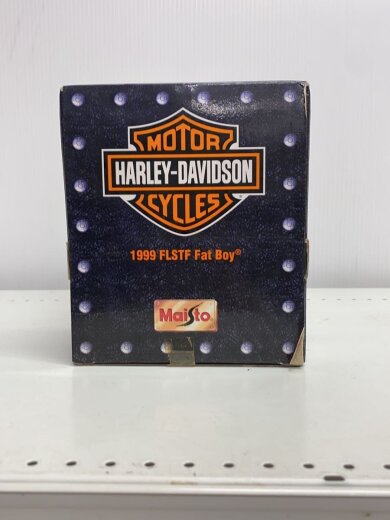 MOTOR
HARLEY-DAVIDSON
CYCLES
1999 FLSTF Fat Boy®
Maisto